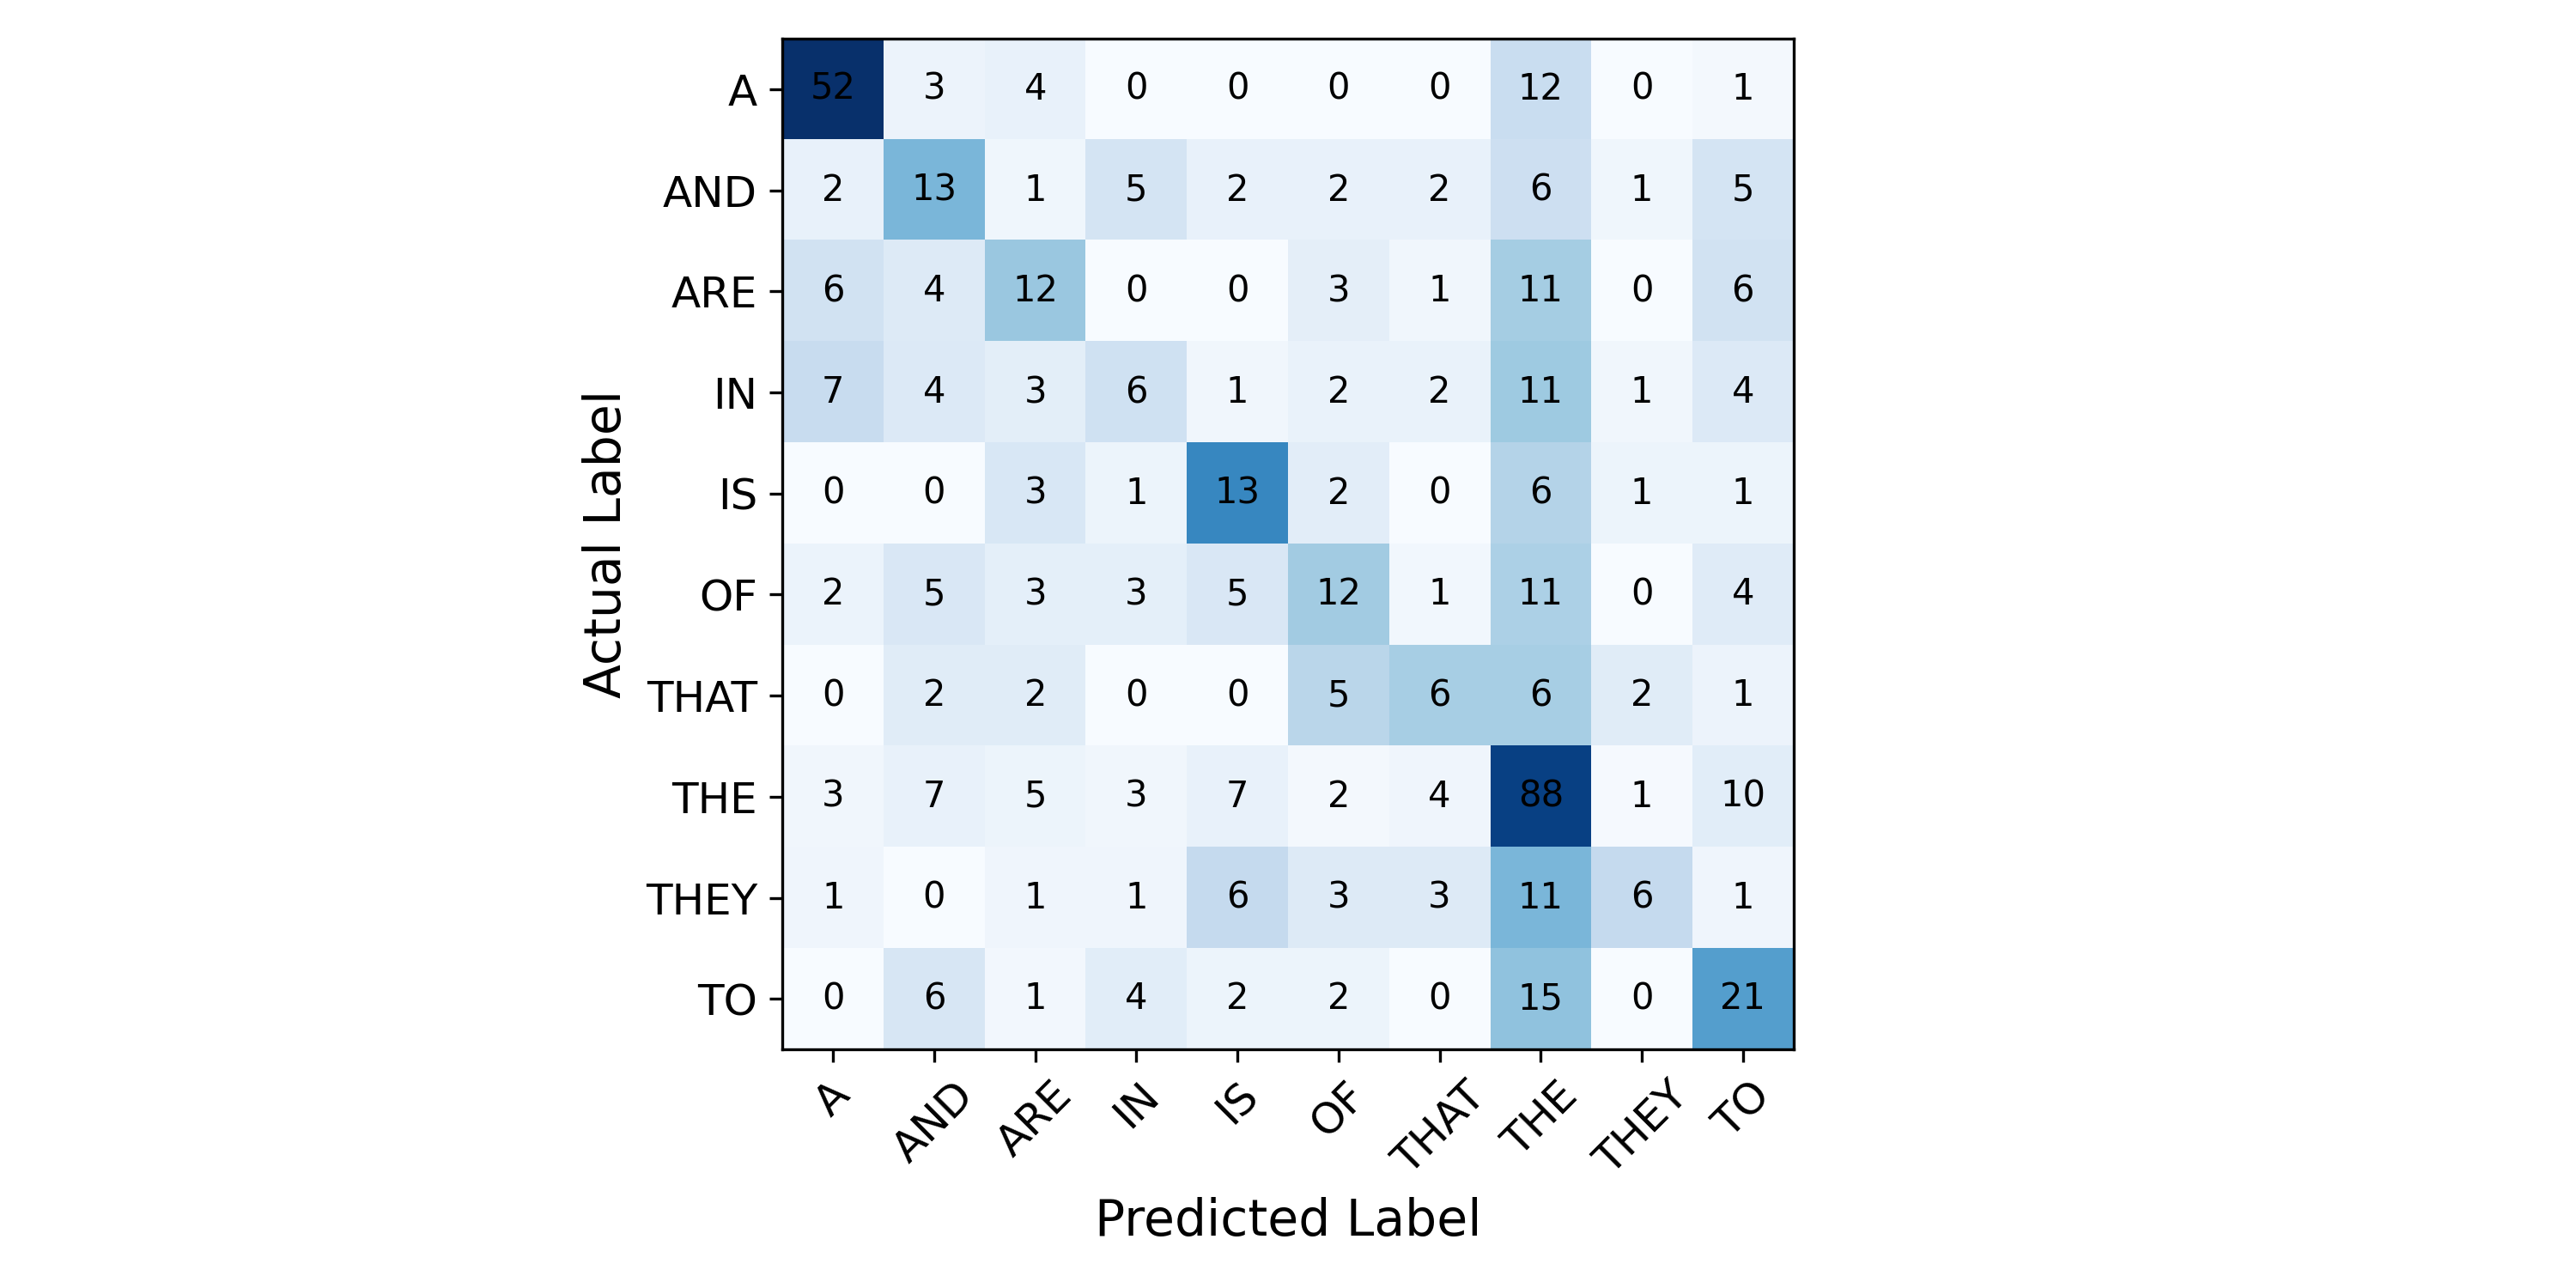 A 52 3 4 0 0 0 0 12 0 1
AND 2 13 1 5 2 2 2 6 1 5
ARE 6 4 12 0 0 3 1 11 0 6
IN 7 4 3 6 1 2 2 11 1 4
IS 0 0 3 1 13 2 0 6 1 1
OF 2 5 3 3 5 12 1 11 0 4
THAT 0 2 2 0 0 5 6 6 2 1
THE 3 7 5 3 7 2 4 88 1 10
THEY 1 0 1 1 6 3 3 11 6 1
TO 0 6 1 4 2 2 0 15 0 21
A AND ARE IN IS OF THAT THE THEY TO
Actual Label
Predicted Label